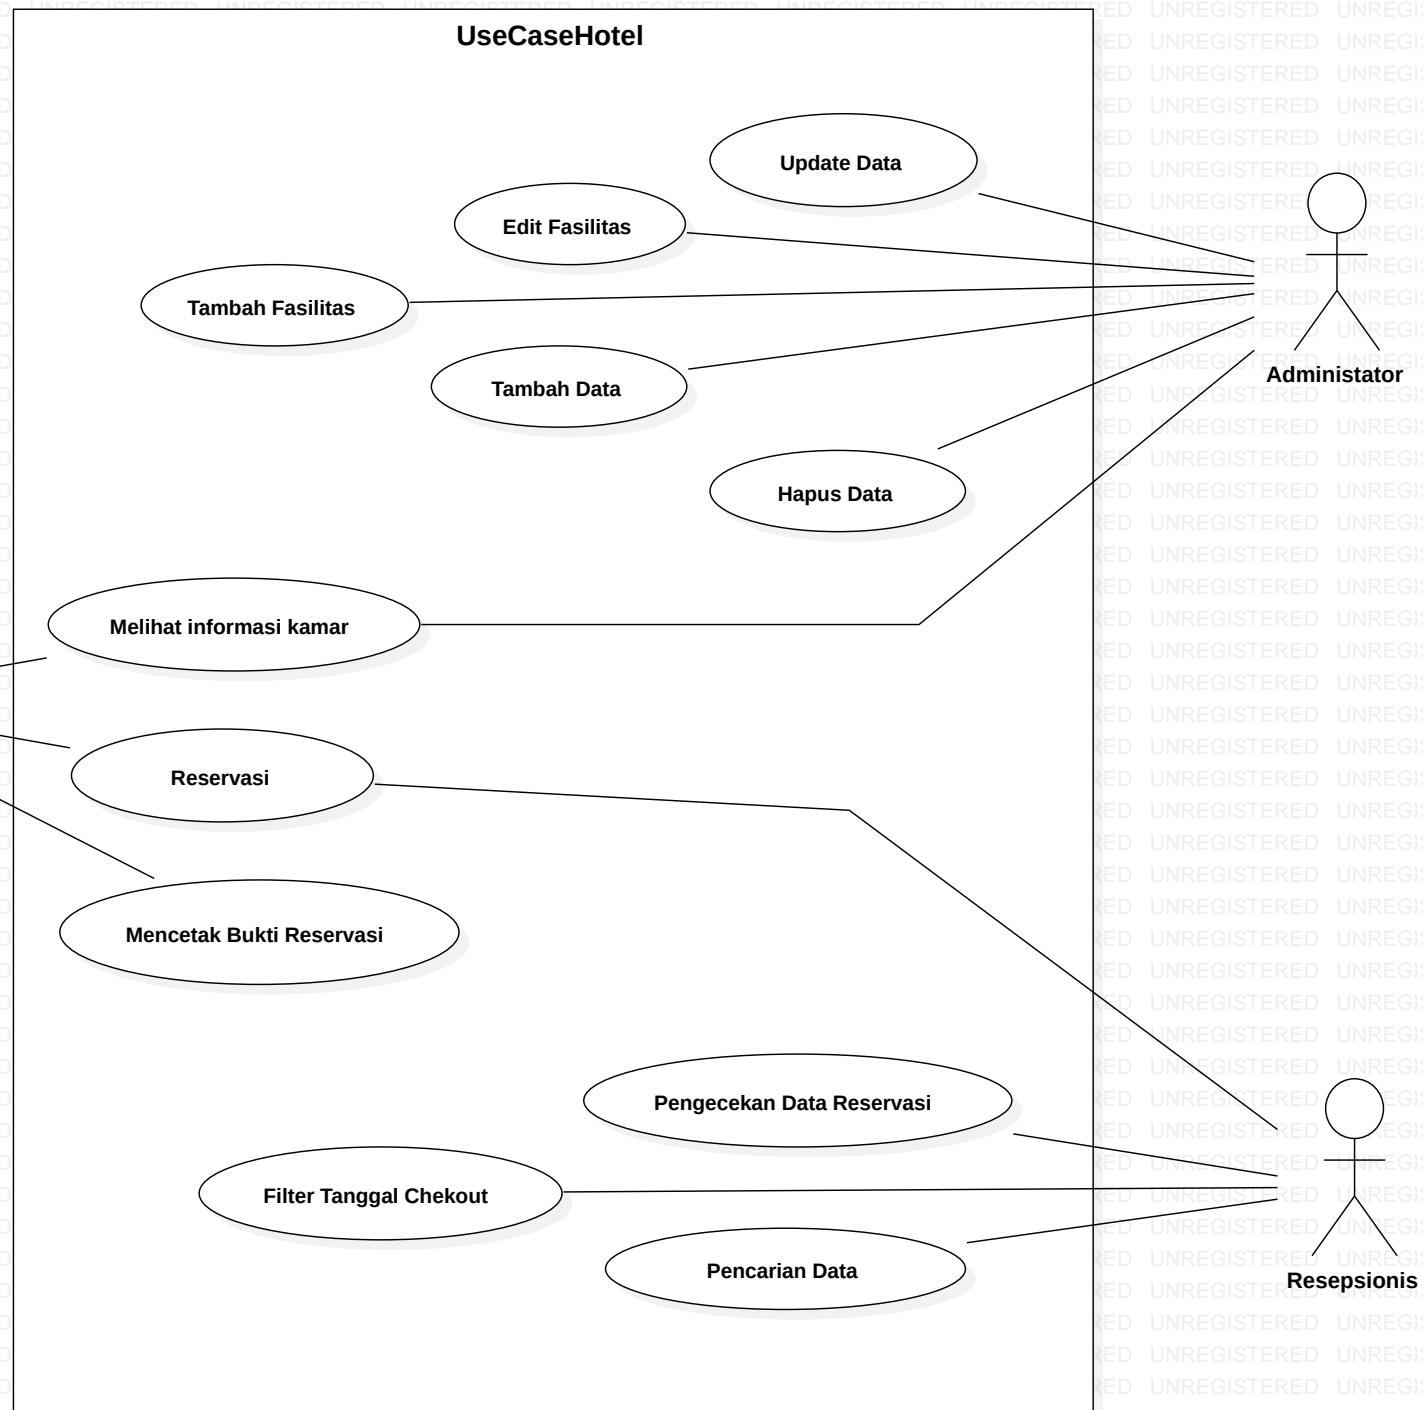 UseCaseHotel
Update Data
Edit Fasilitas
Tambah Fasilitas
Tambah Data
Administator
Hapus Data
Melihat informasi kamar
Reservasi
Mencetak Bukti Reservasi
Pengecekan Data Reservasi
Filter Tanggal Chekout
Pencarian Data
Resepsionis
UNREGISTERED